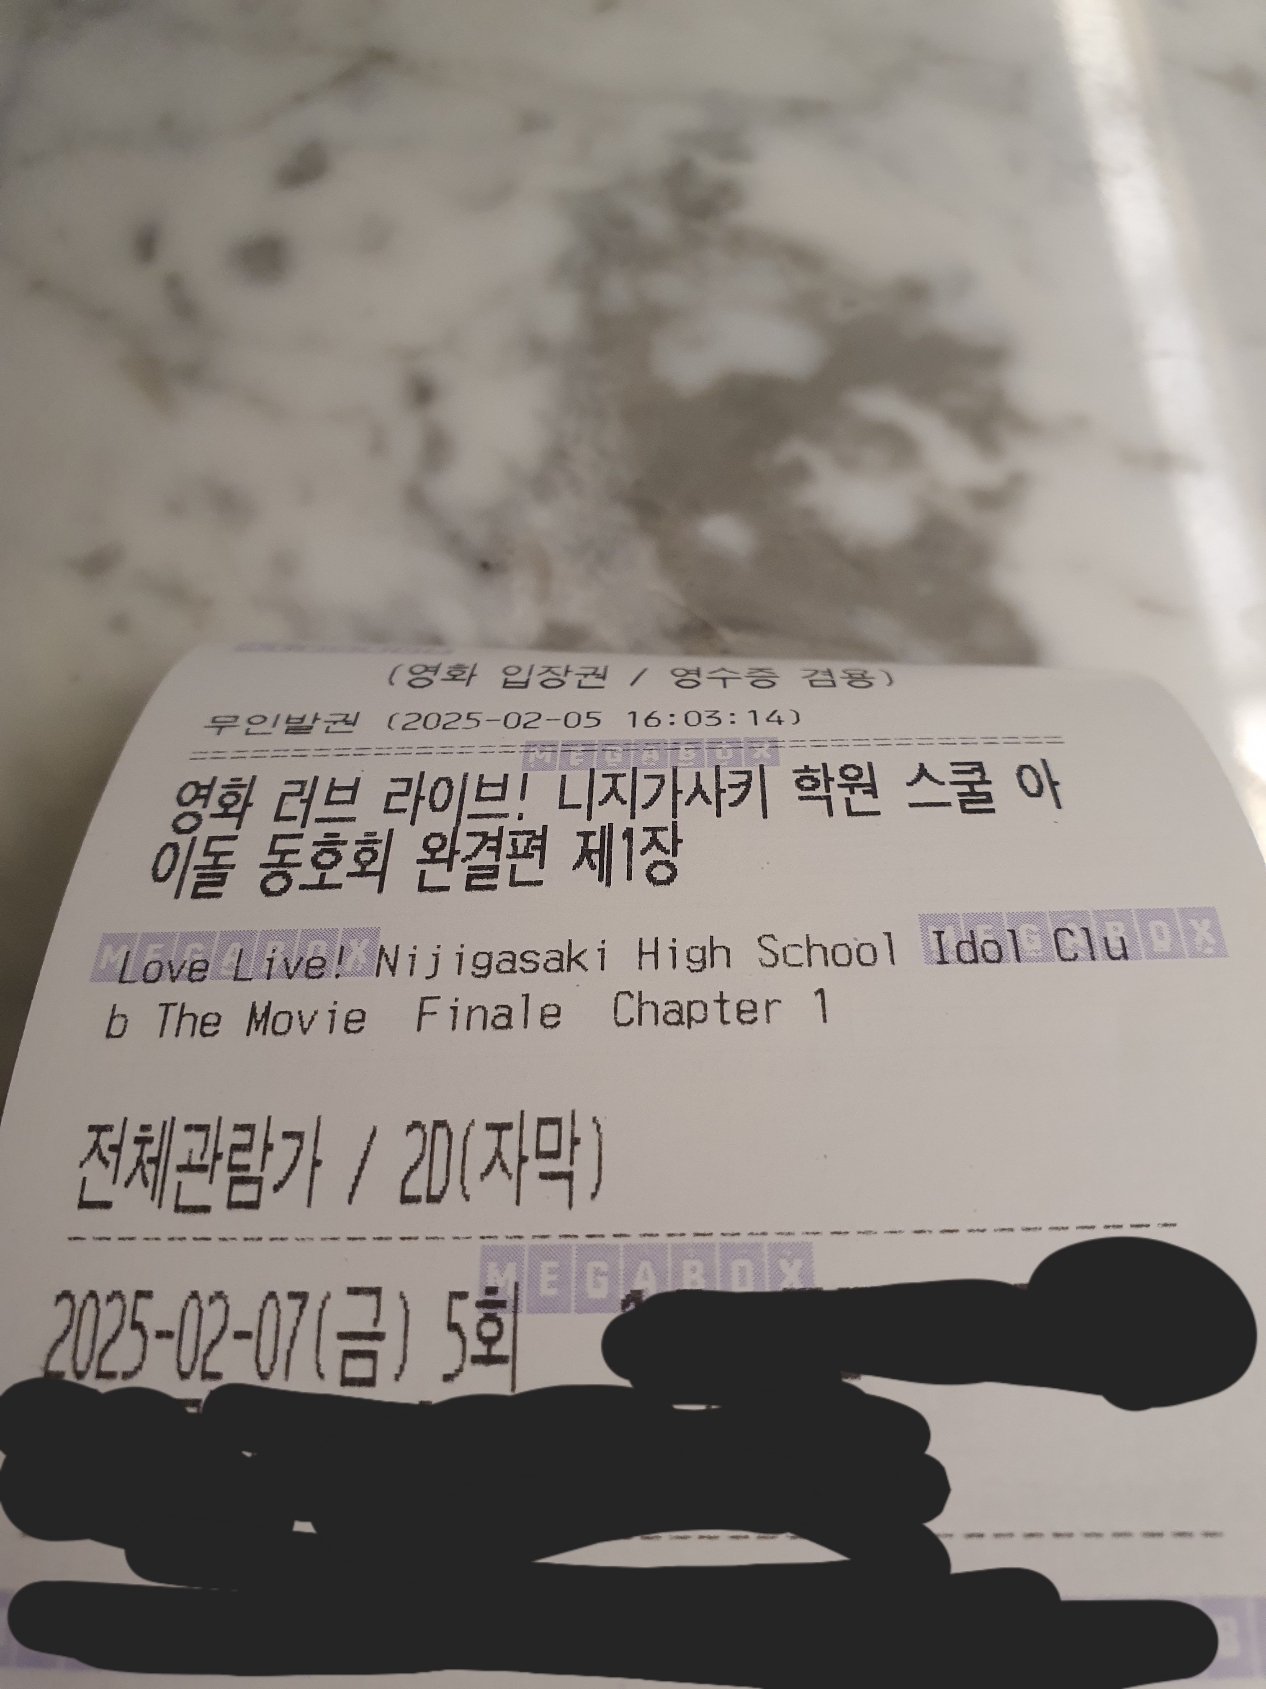 (영화 입장권 / 영수증 겸용)
무인발권 (2025-02-05 16:03:14)
MEGABOX
영화 러브 라이브! 니지가사키 학원 스쿨 아
이돌 동호회 완결편 제1장
MEGABOX MEGABOX
Love Live! Nijigasaki High School Idol Clu
b The Movie Finale Chapter 1
전체관람가 / 2D(자막)
MEGABOX
2025-02-07(금) 5회